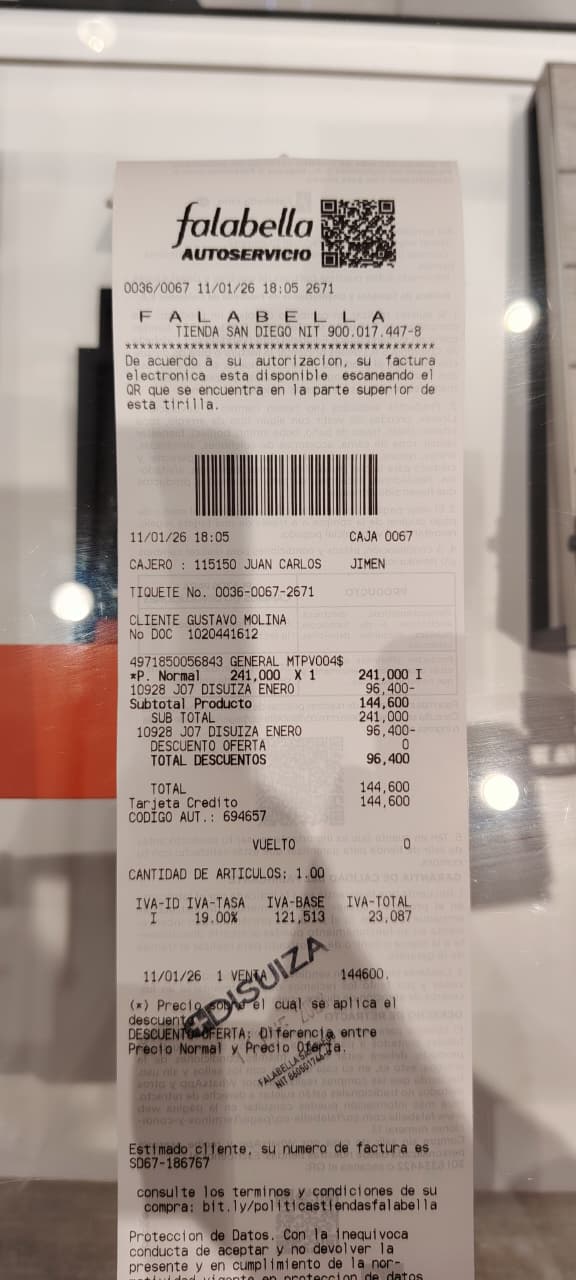 falabella
AUTOSERVICIO
0036/0067 11/01/26 18:05 2671
F A L A B E L L A
TIENDA SAN DIEGO NIT 900.017.447-8
****************************************
De acuerdo a su autorizacion, su factura
electronica esta disponible escaneando el
QR que se encuentra en la parte superior de
esta tirilla.
11/01/26 18:05 CAJA 0067
CAJERO : 115150 JUAN CARLOS JIMEN
TIQUETE No. 0036-0067-2671
CLIENTE GUSTAVO MOLINA
No DOC 1020441612
4971850056843 GENERAL MTPV004$
*P. Normal 241,000 X 1 241,000 I
10928 J07 DISUIZA ENERO 96,400-
Subtotal Producto 144,600
SUB TOTAL 241,000
10928 J07 DISUIZA ENERO 96,400-
DESCUENTO OFERTA 0
TOTAL DESCUENTOS 96,400
TOTAL 144,600
Tarjeta Credito 144,600
CODIGO AUT.: 694657
VUELTO 0
CANTIDAD DE ARTICULOS: 1.00
IVA-ID IVA-TASA IVA-BASE IVA-TOTAL
I 19.00% 121,513 23,087
11/01/26 1 VENTA 144600.
DISUIZA
(*) Precio sobre el cual se aplica el
descuento
DESCUENTO OFERTA: Diferencia entre
Precio Normal y Precio Oferta.
Estimado cliente, su numero de factura es
SD67-186767
consulte los terminos y condiciones de su
compra: bit.ly/politicastiendasfalabella
Proteccion de Datos. Con la inequivoca
conducta de aceptar y no devolver la
presente y en cumplimiento de la nor-
matividad vigente en proteccion de datos